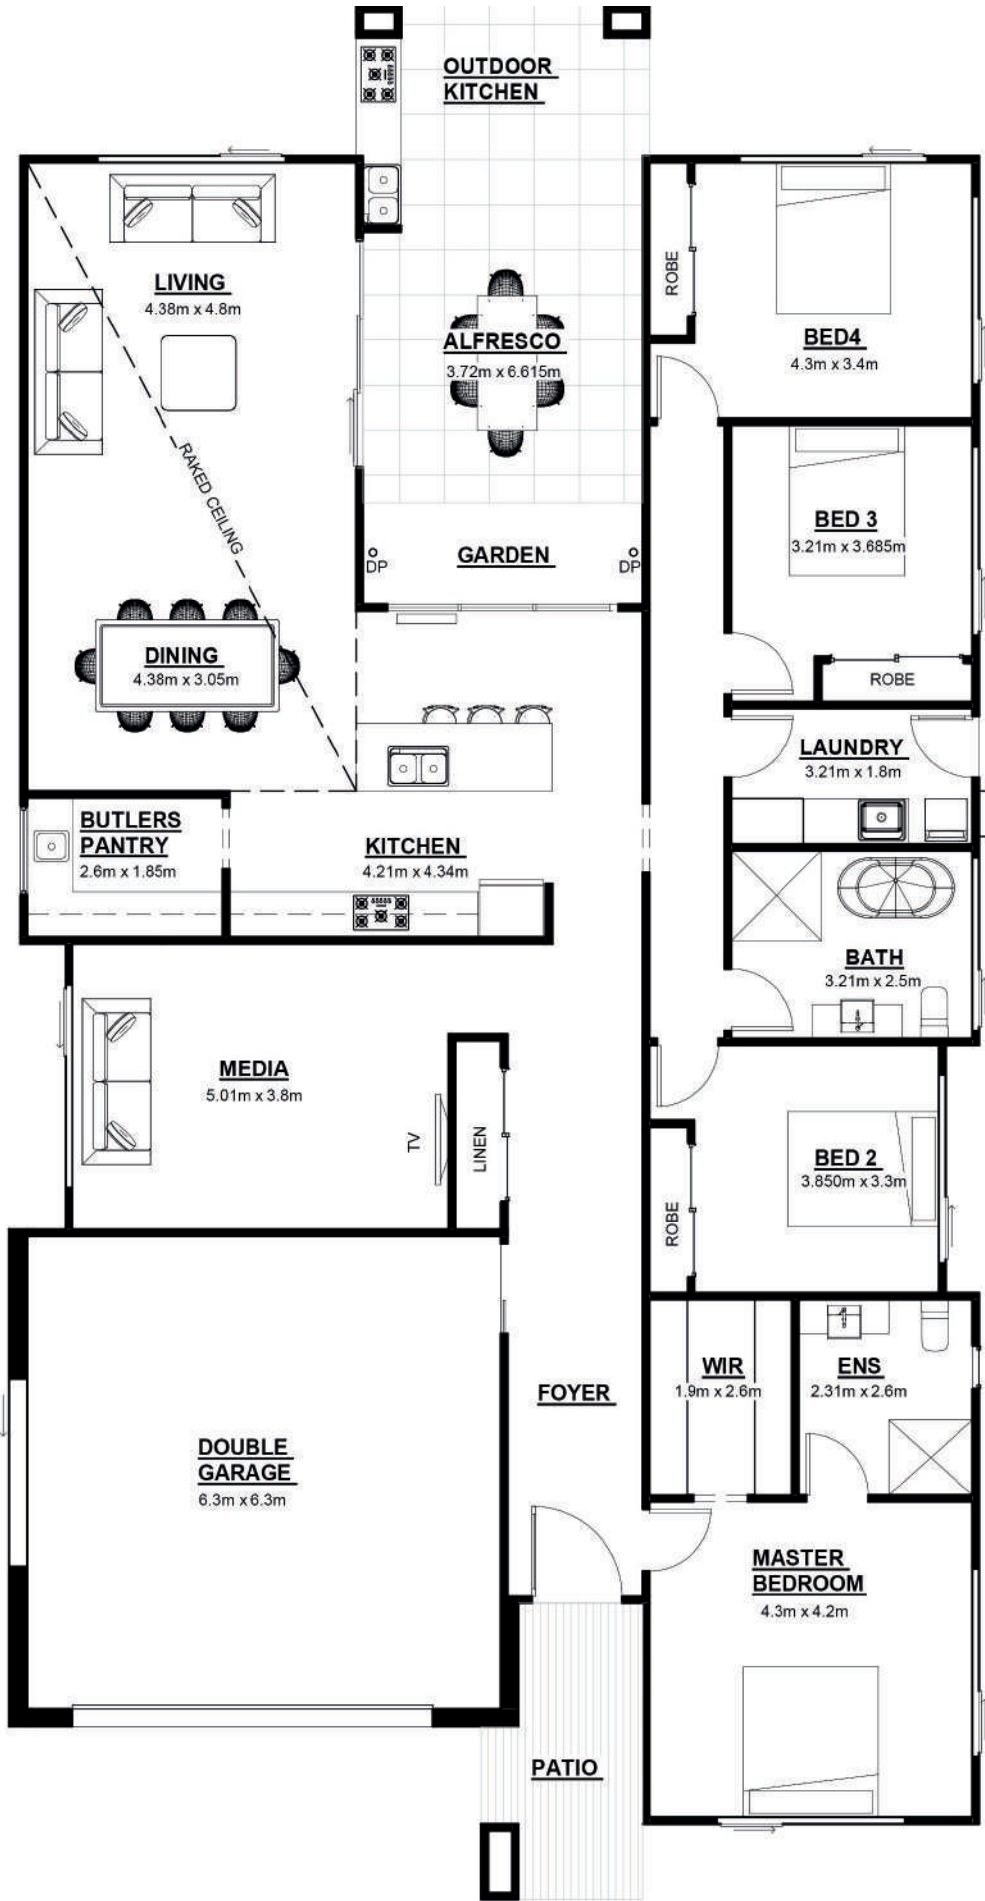 OUTDOOR
KITCHEN
LIVING
4.38m x 4.8m
ROBE
ALFRESCO
3.72m x 6.615m
BED4
4.3m x 3.4m
RAKED CEILING
BED 3
3.21m x 3.685m
DP
GARDEN
DP
DINING
4.38m x 3.05m
ROBE
LAUNDRY
3.21m x 1.8m
BUTLERS
PANTRY
2.6m x 1.85m
KITCHEN
4.21m x 4.34m
BATH
3.21m x 2.5m
MEDIA
5.01m x 3.8m
TV
LINEN
BED 2
3.850m x 3.3m
ROBE
WIR
1.9m x 2.6m
ENS
2.31m x 2.6m
FOYER
DOUBLE
GARAGE
6.3m x 6.3m
MASTER
BEDROOM
4.3m x 4.2m
PATIO